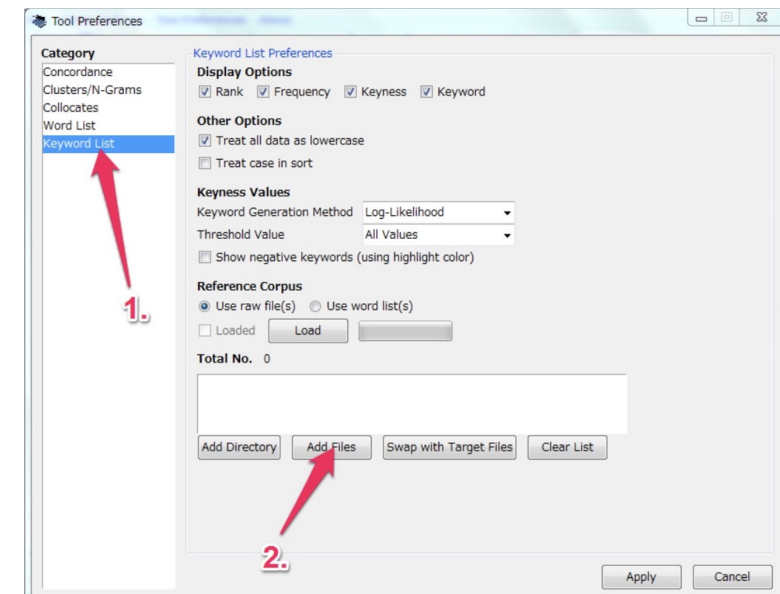 Tool Preferences
Category
Concordance
Clusters/N-Grams
Collocates
Word List
Keyword List
Keyword List Preferences
Display Options
Rank Frequency Keyness Keyword
Other Options
Treat all data as lowercase
Treat case in sort
Keyness Values
Keyword Generation Method Log-Likelihood
Threshold Value All Values
Show negative keywords (using highlight color)
Reference Corpus
Use raw file(s) Use word list(s)
Loaded Load
Total No. 0
Add Directory Add Files Swap with Target Files Clear List
1.
2.
Apply Cancel